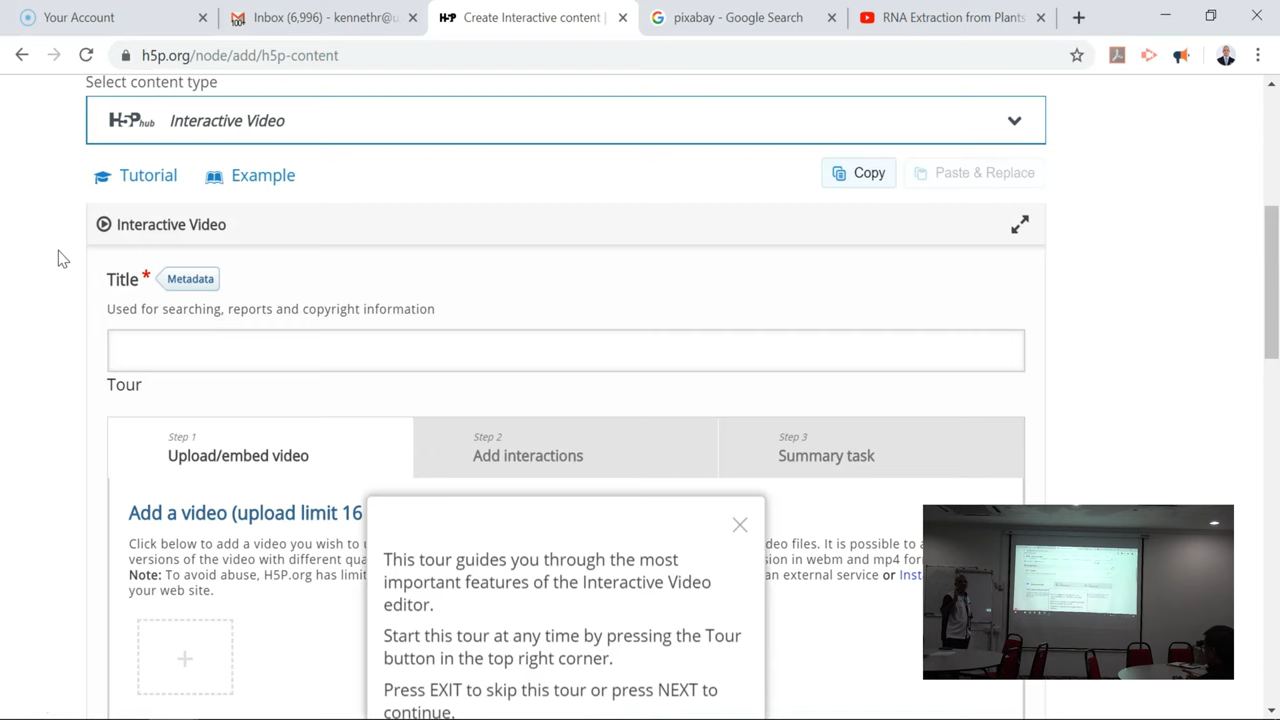 Your Account
Inbox (6,996) - kennethr@u
Create Interactive content |
pixabay - Google Search
RNA Extraction from Plants
h5p.org/node/add/h5p-content
Select content type
H5P hub Interactive Video
Tutorial Example Copy Paste & Replace
Interactive Video
Title * Metadata
Used for searching, reports and copyright information
Tour
Step 1
Upload/embed video
Step 2
Add interactions
Step 3
Summary task
Add a video (upload limit 16
Click below to add a video you wish to u
deo files. It is possible to a
versions of the video with different-qua
ion in webm and mp4 for
Note: To avoid abuse, H5P.org has limit
an external service or Inst
your web site.
This tour guides you through the most
important features of the Interactive Video
editor.
Start this tour at any time by pressing the Tour
button in the top right corner.
Press EXIT to skip this tour or press NEXT to
continue.